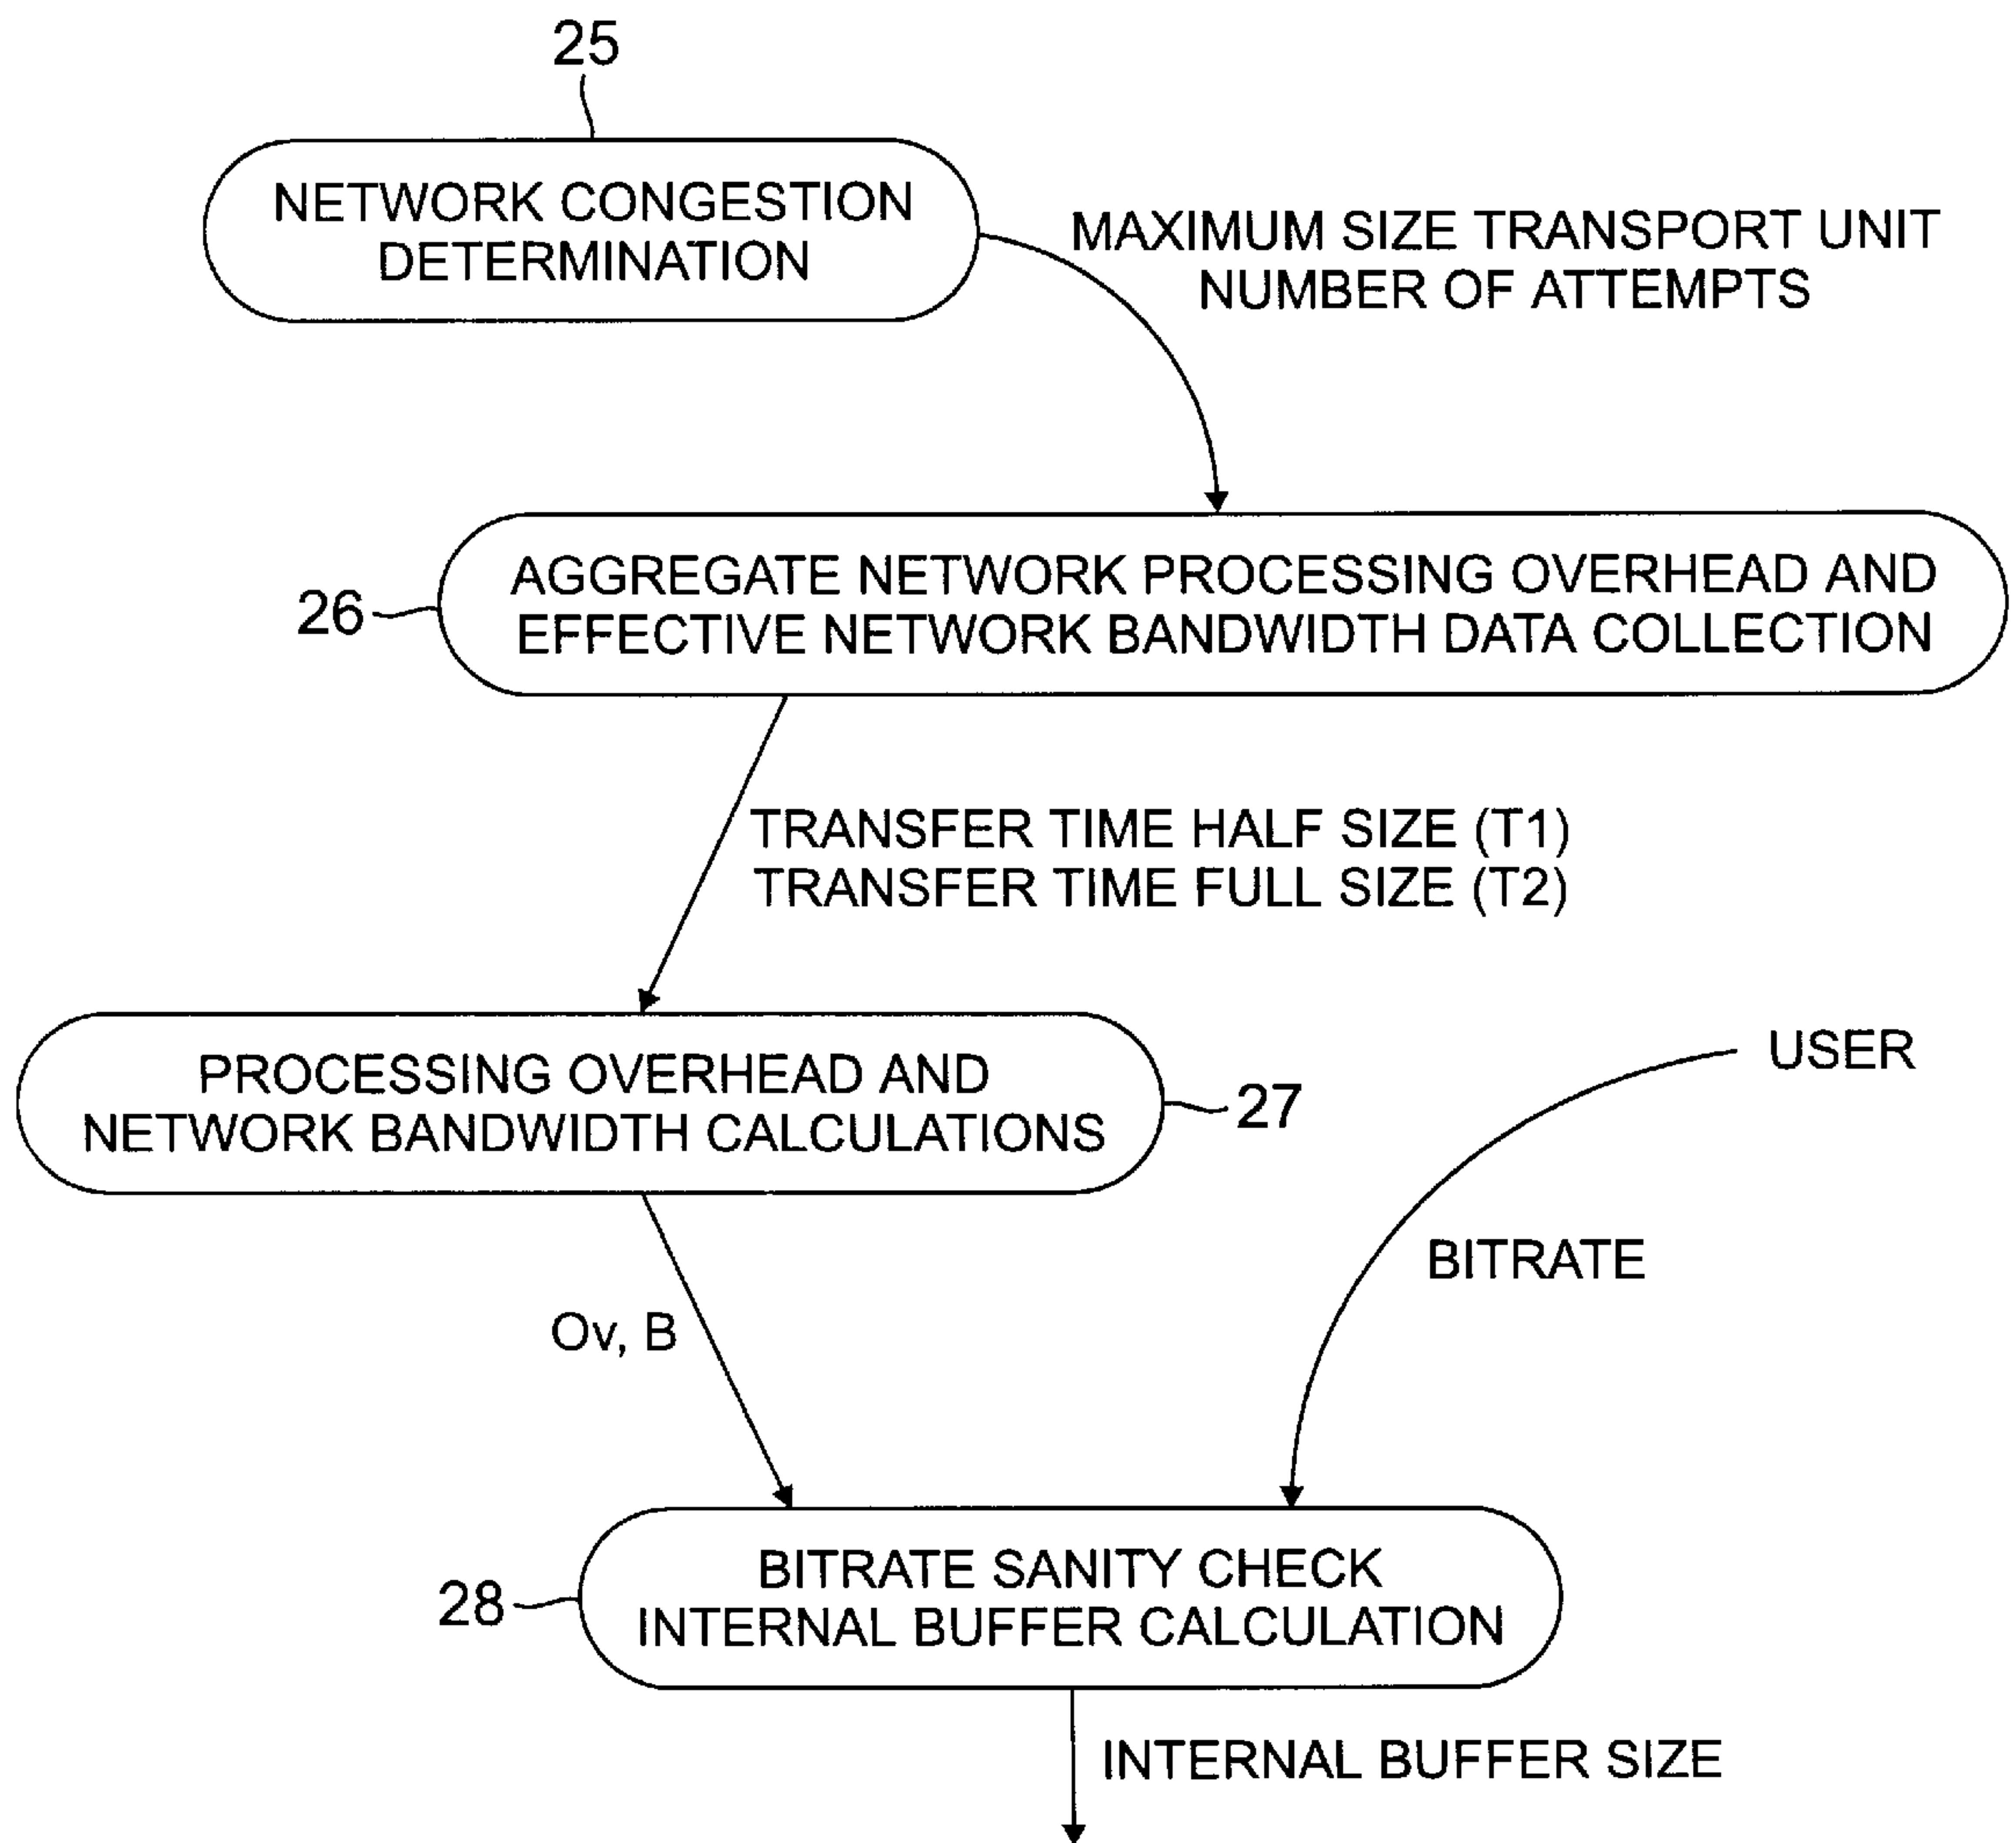 25
NETWORK CONGESTION
DETERMINATION
MAXIMUM SIZE TRANSPORT UNIT
NUMBER OF ATTEMPTS
26
AGGREGATE NETWORK PROCESSING OVERHEAD AND
EFFECTIVE NETWORK BANDWIDTH DATA COLLECTION
TRANSFER TIME HALF SIZE (T1)
TRANSFER TIME FULL SIZE (T2)
PROCESSING OVERHEAD AND
NETWORK BANDWIDTH CALCULATIONS
27
USER
BITRATE
Ov, B
28
BITRATE SANITY CHECK
INTERNAL BUFFER CALCULATION
INTERNAL BUFFER SIZE